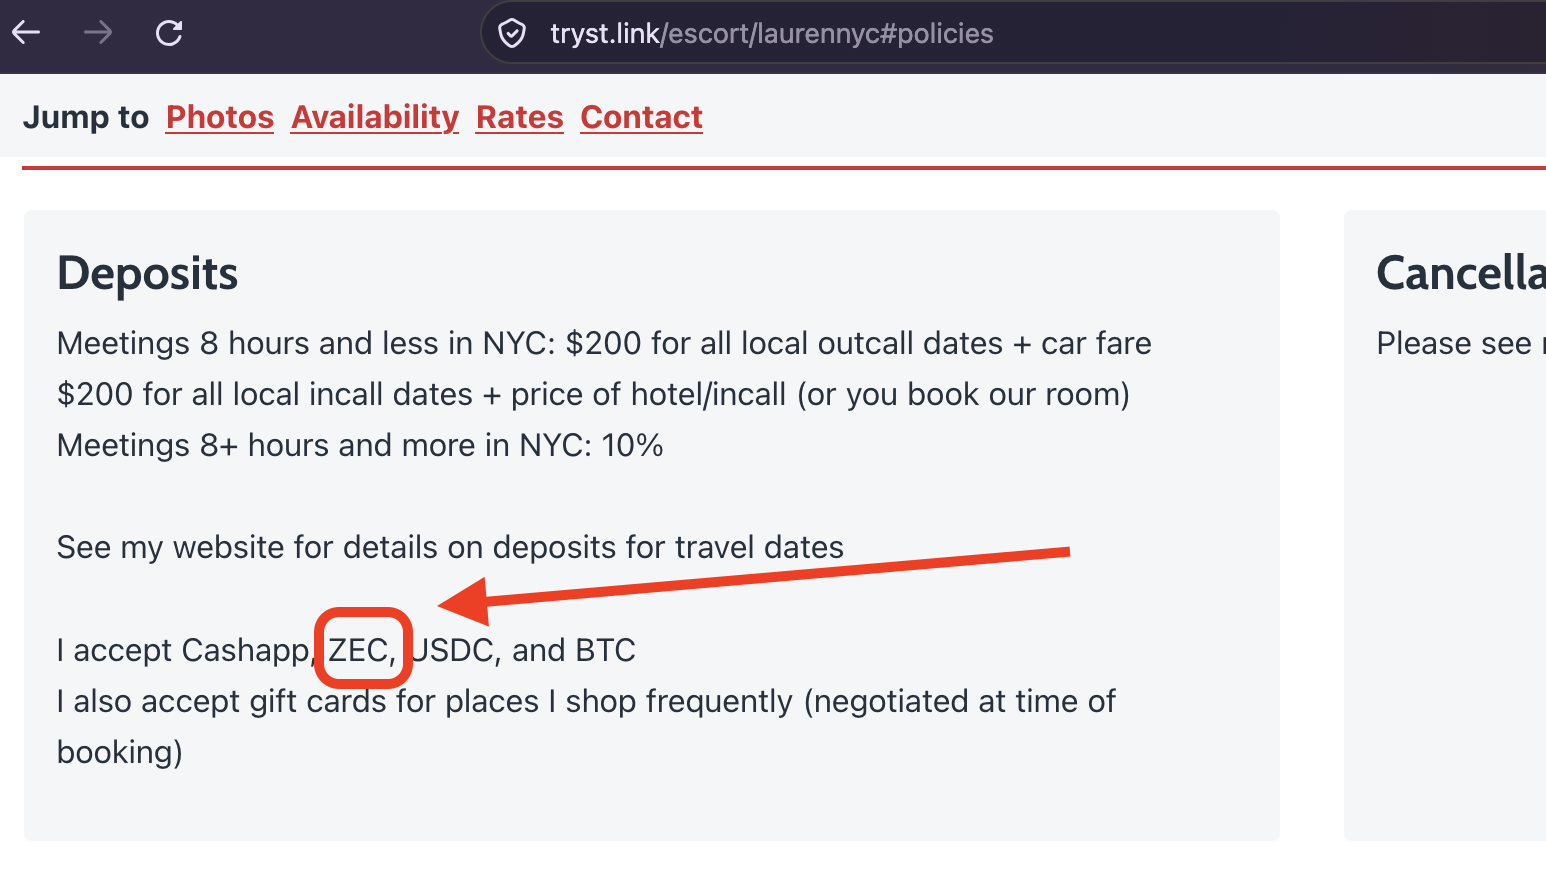 tryst.link/escort/laurennyc#policies
Jump to Photos Availability Rates Contact
Deposits
Meetings 8 hours and less in NYC: $200 for all local outcall dates + car fare
$200 for all local incall dates + price of hotel/incall (or you book our room)
Meetings 8+ hours and more in NYC: 10%
See my website for details on deposits for travel dates
I accept Cashapp, ZEC, USDC, and BTC
I also accept gift cards for places I shop frequently (negotiated at time of
booking)
Cancella
Please see